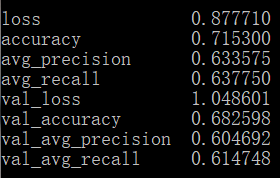 loss 0.877710
accuracy 0.715300
avg_precision 0.633575
avg_recall 0.637750
val_loss 1.048601
val_accuracy 0.682598
val_avg_precision 0.604692
val_avg_recall 0.614748